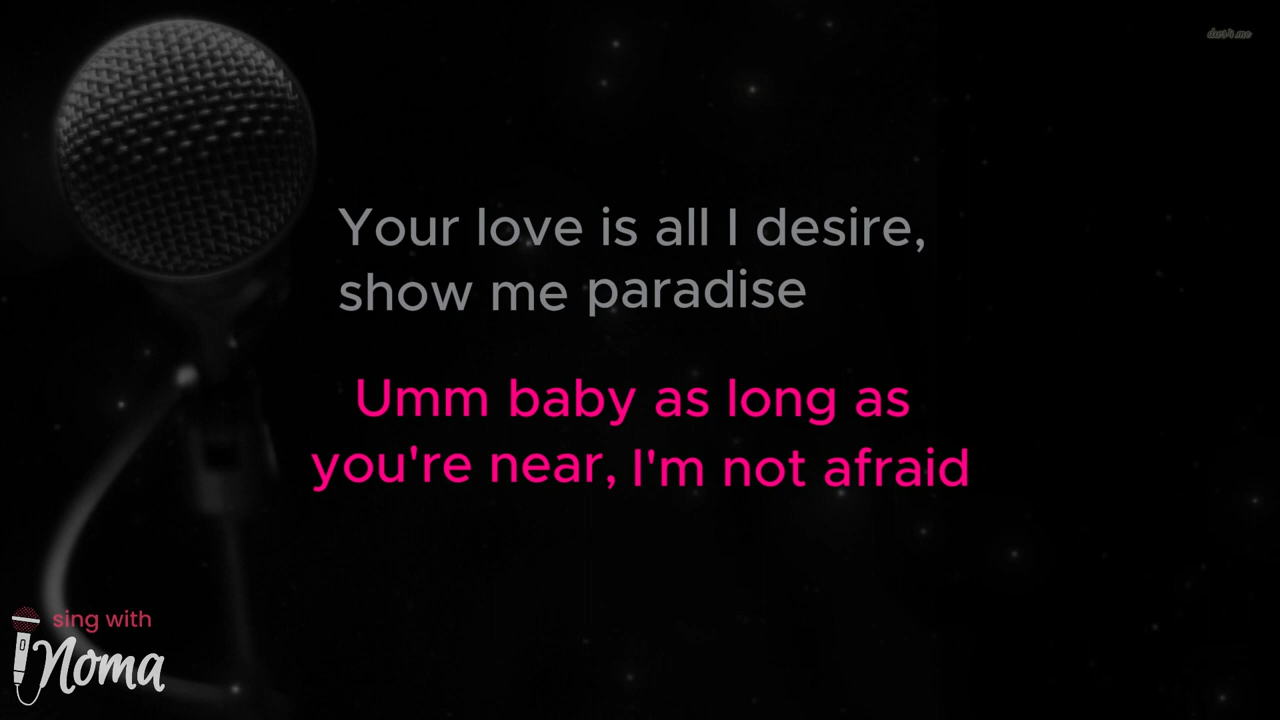 Your love is all I desire,
show me paradise
Umm baby as long as
you're near, I'm not afraid
sing with
Noma